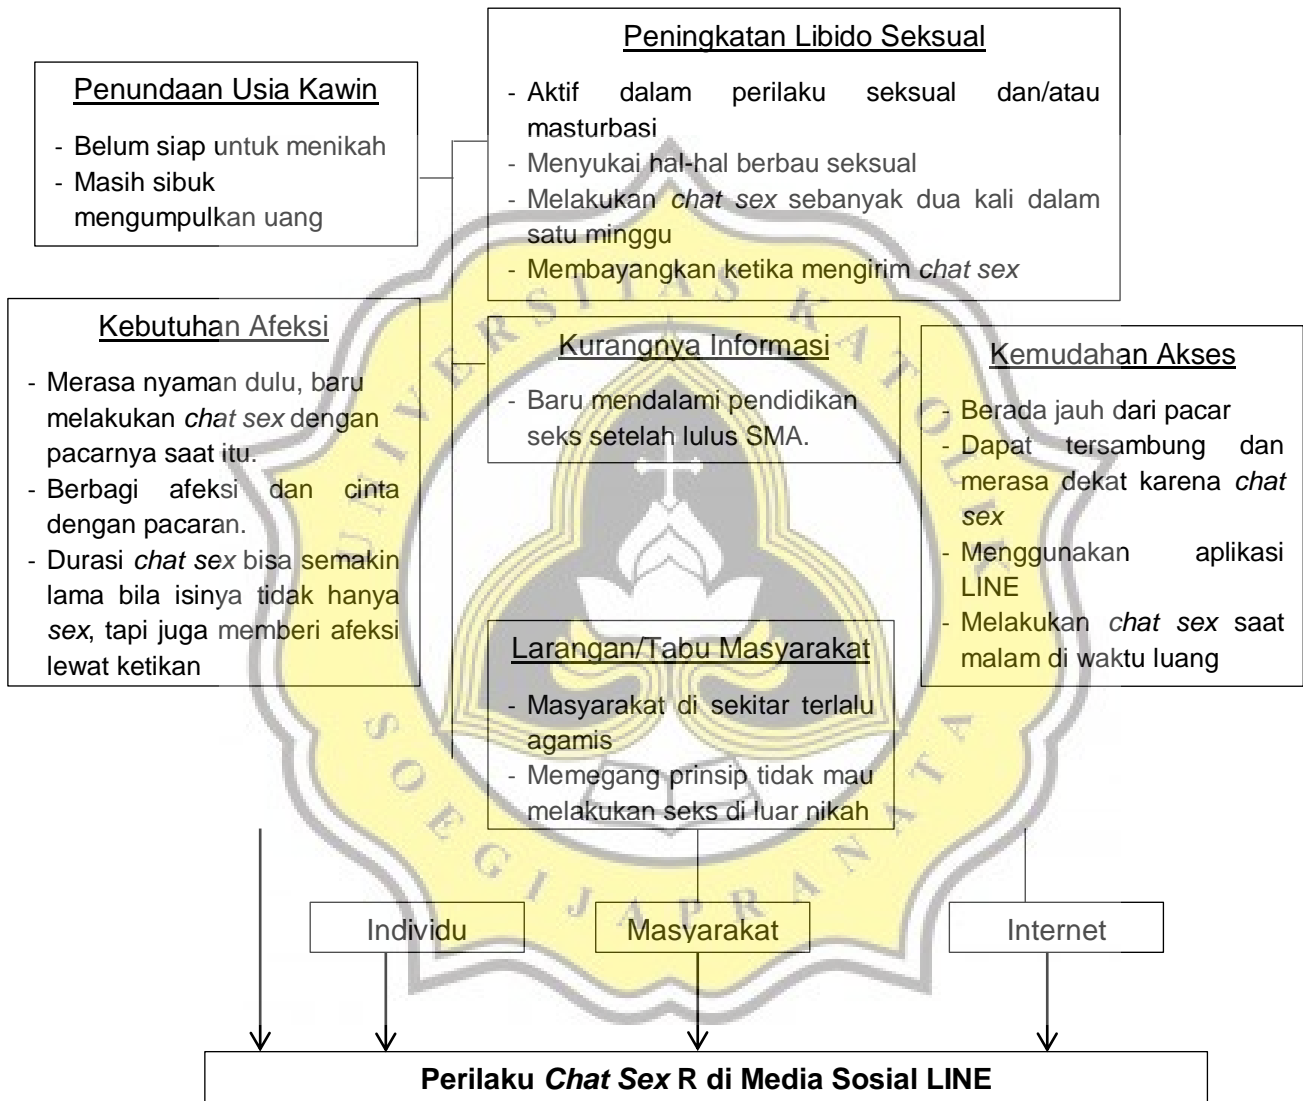 Peningkatan Libido Seksual
- Aktif dalam perilaku seksual dan/atau
masturbasi
- Menyukai hal-hal berbau seksual
- Melakukan chat sex sebanyak dua kali dalam
satu minggu
- Membayangkan ketika mengirim chat sex
Penundaan Usia Kawin
- Belum siap untuk menikah
- Masih sibuk
mengumpulkan uang
Kebutuhan Afeksi
- Merasa nyaman dulu, baru
melakukan chat sex dengan
pacarnya saat itu.
- Berbagi afeksi dan cinta
dengan pacaran.
- Durasi chat sex bisa semakin
lama bila isinya tidak hanya
sex, tapi juga memberi afeksi
lewat ketikan
Kurangnya Informasi
- Baru mendalami pendidikan
seks setelah lulus SMA.
Kemudahan Akses
- Berada jauh dari pacar
- Dapat tersambung dan
merasa dekat karena chat
sex
- Menggunakan aplikasi
LINE
- Melakukan chat sex saat
malam di waktu luang
Larangan/Tabu Masyarakat
- Masyarakat di sekitar terlalu
agamis
- Memegang prinsip tidak mau
melakukan seks di luar nikah
Individu
Masyarakat
Internet
Perilaku Chat Sex R di Media Sosial LINE
UNIVERSITAS KATOLIK
SOEGIJAPRANATA